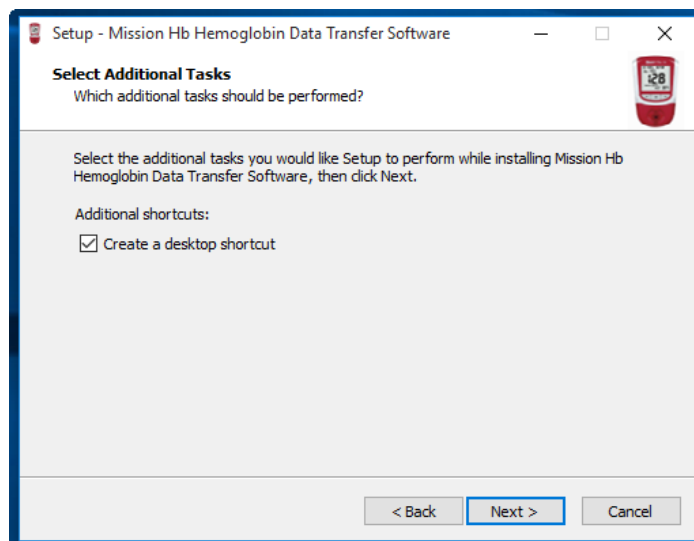 Setup - Mission Hb Hemoglobin Data Transfer Software
Select Additional Tasks
Which additional tasks should be performed?
128
Select the additional tasks you would like Setup to perform while installing Mission Hb
Hemoglobin Data Transfer Software, then click Next.
Additional shortcuts:
Create a desktop shortcut
< Back
Next >
Cancel